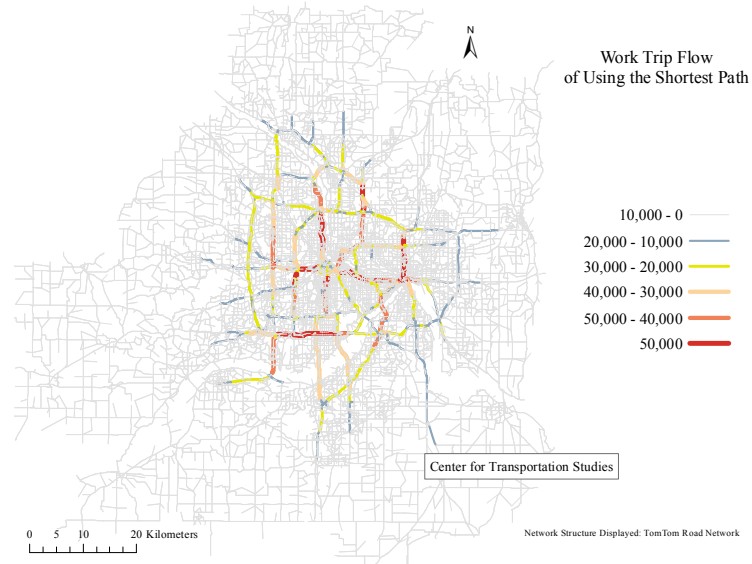 N
Work Trip Flow
of Using the Shortest Path
10,000 - 0
20,000 - 10,000
30,000 - 20,000
40,000 - 30,000
50,000 - 40,000
50,000
Center for Transportation Studies
0 5 10 20 Kilometers
Network Structure Displayed: TomTom Road Network